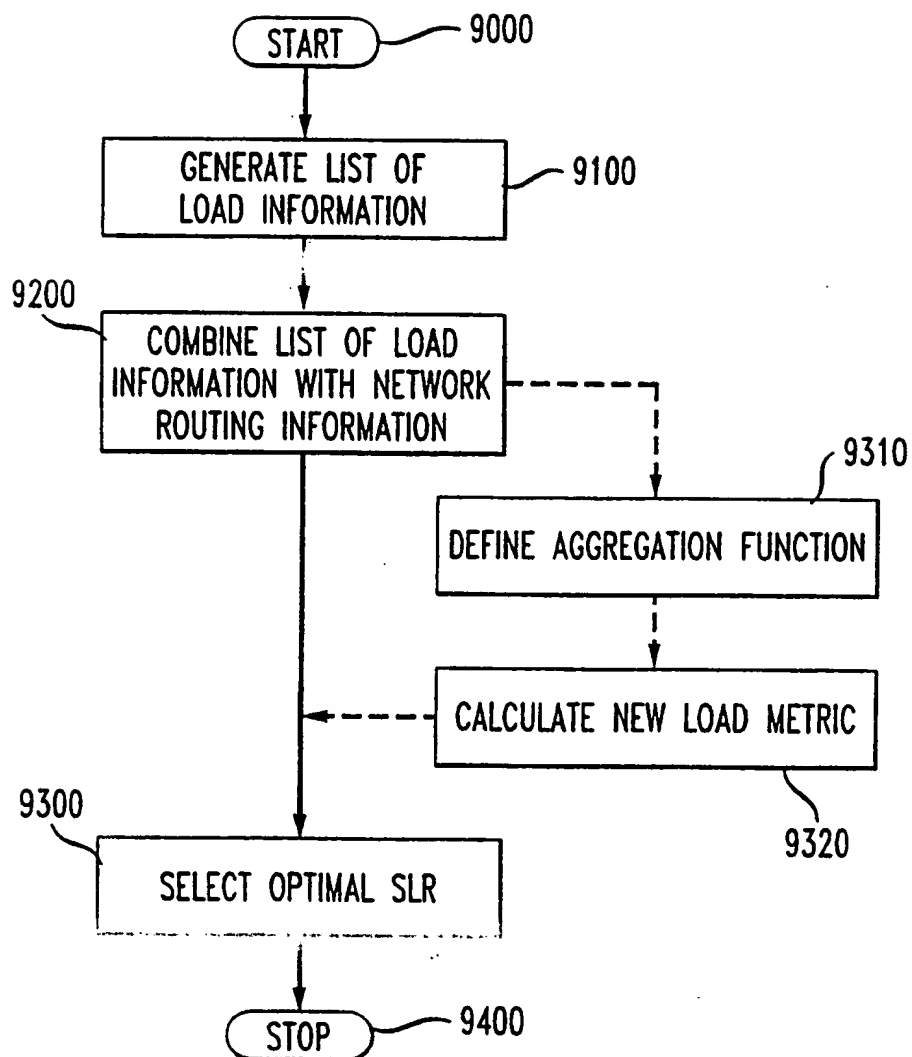 START
9000
GENERATE LIST OF
LOAD INFORMATION
9100
9200
COMBINE LIST OF LOAD
INFORMATION WITH NETWORK
ROUTING INFORMATION
9310
DEFINE AGGREGATION FUNCTION
CALCULATE NEW LOAD METRIC
9320
9300
SELECT OPTIMAL SLR
STOP
9400